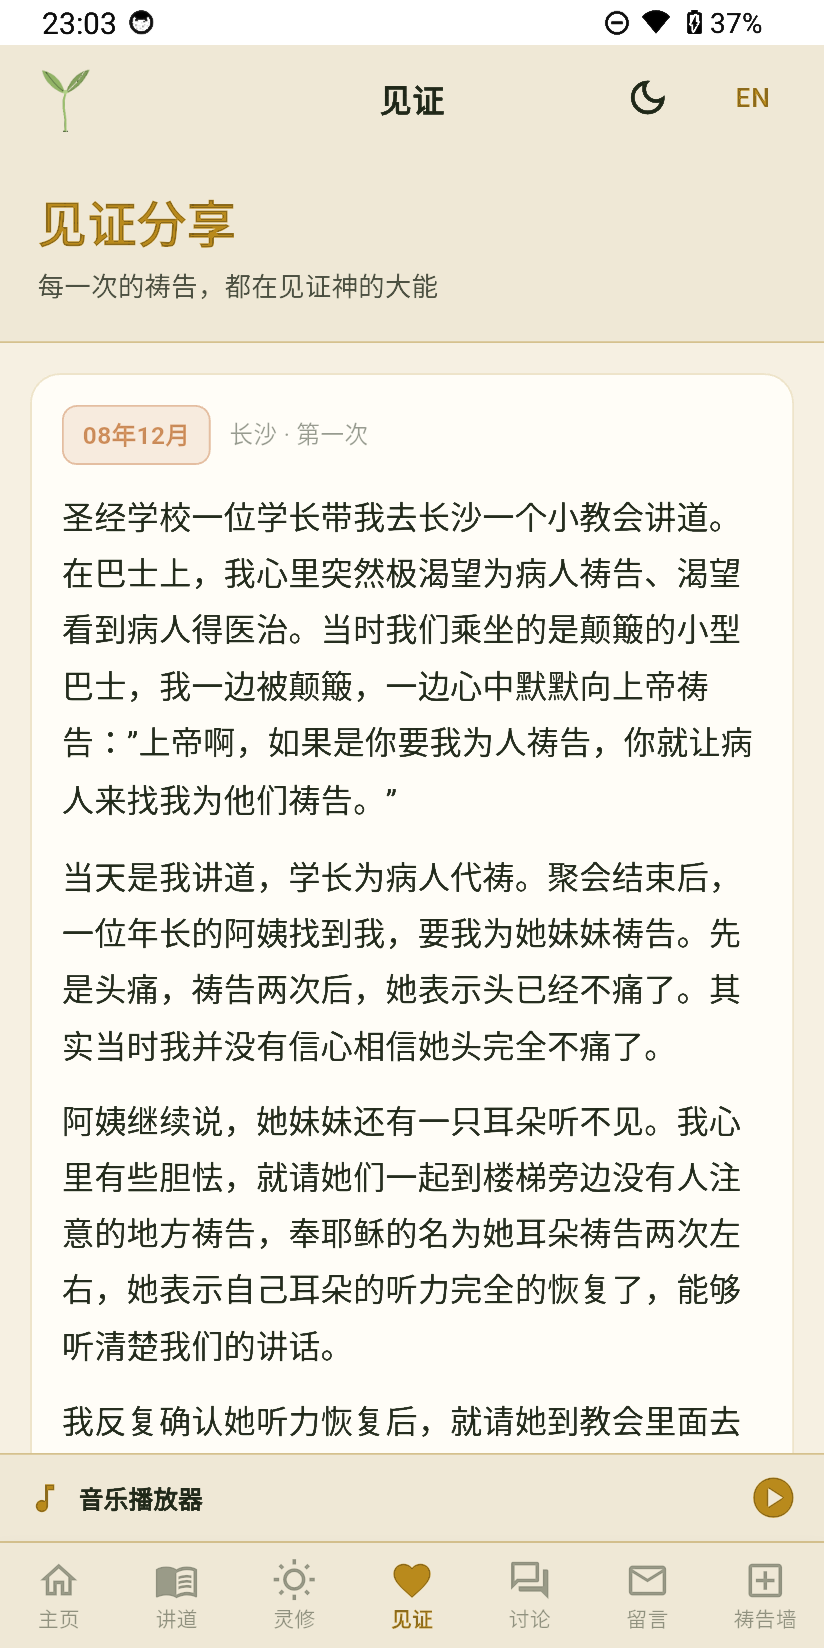 23:03
37%
见证
EN
见证分享
每一次的祷告，都在见证神的大能
08年12月
长沙 · 第一次
圣经学校一位学长带我去长沙一个小教会讲道。
在巴士上，我心里突然极渴望为病人祷告、渴望
看到病人得医治。当时我们乘坐的是颠簸的小型
巴士，我一边被颠簸，一边心中默默向上帝祷
告：”上帝啊，如果是你要我为人祷告，你就让病
人来找我为他们祷告。”
当天是我讲道，学长为病人代祷。聚会结束后，
一位年长的阿姨找到我，要我为她妹妹祷告。先
是头痛，祷告两次后，她表示头已经不痛了。其
实当时我并没有信心相信她头完全不痛了。
阿姨继续说，她妹妹还有一只耳朵听不见。我心
里有些胆怯，就请她们一起到楼梯旁边没有人注
意的地方祷告，奉耶稣的名为她耳朵祷告两次左
右，她表示自己耳朵的听力完全的恢复了，能够
听清楚我们的讲话。
我反复确认她听力恢复后，就请她到教会里面去
音乐播放器
主页
讲道
灵修
见证
讨论
留言
祷告墙